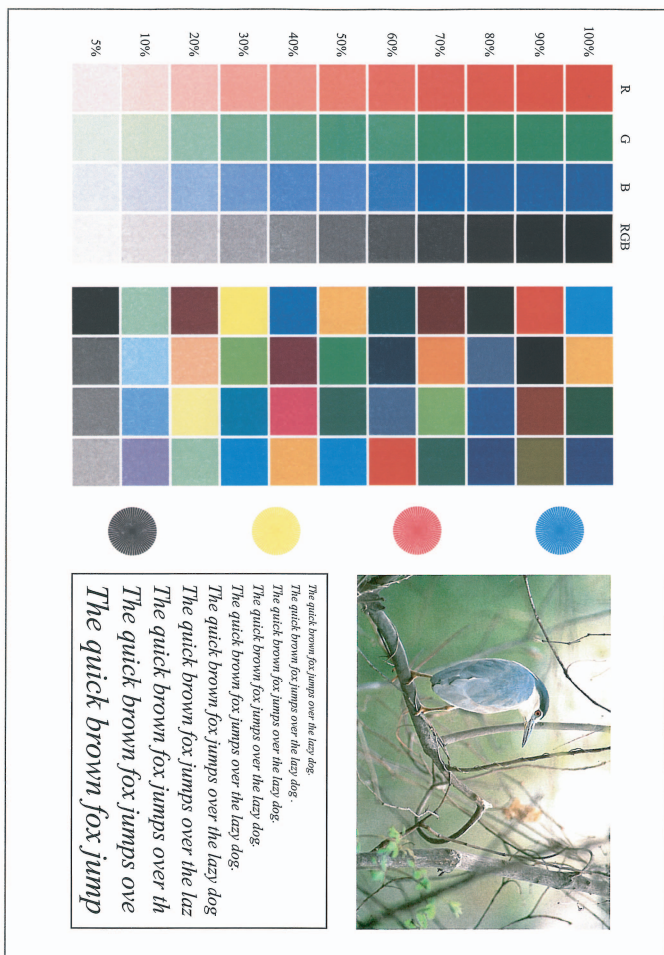 R G B RGB
100%
90%
80%
70%
60%
50%
40%
30%
20%
10%
5%
The quick brown fox jumps over the lazy dog.
The quick brown fox jumps over the lazy dog .
The quick brown fox jumps over the lazy dog.
The quick brown fox jumps over the lazy dog.
The quick brown fox jumps over the lazy dog.
The quick brown fox jumps over the lazy dog
The quick brown fox jumps over the laz
The quick brown fox jumps over th
The quick brown fox jumps ove
The quick brown fox jump